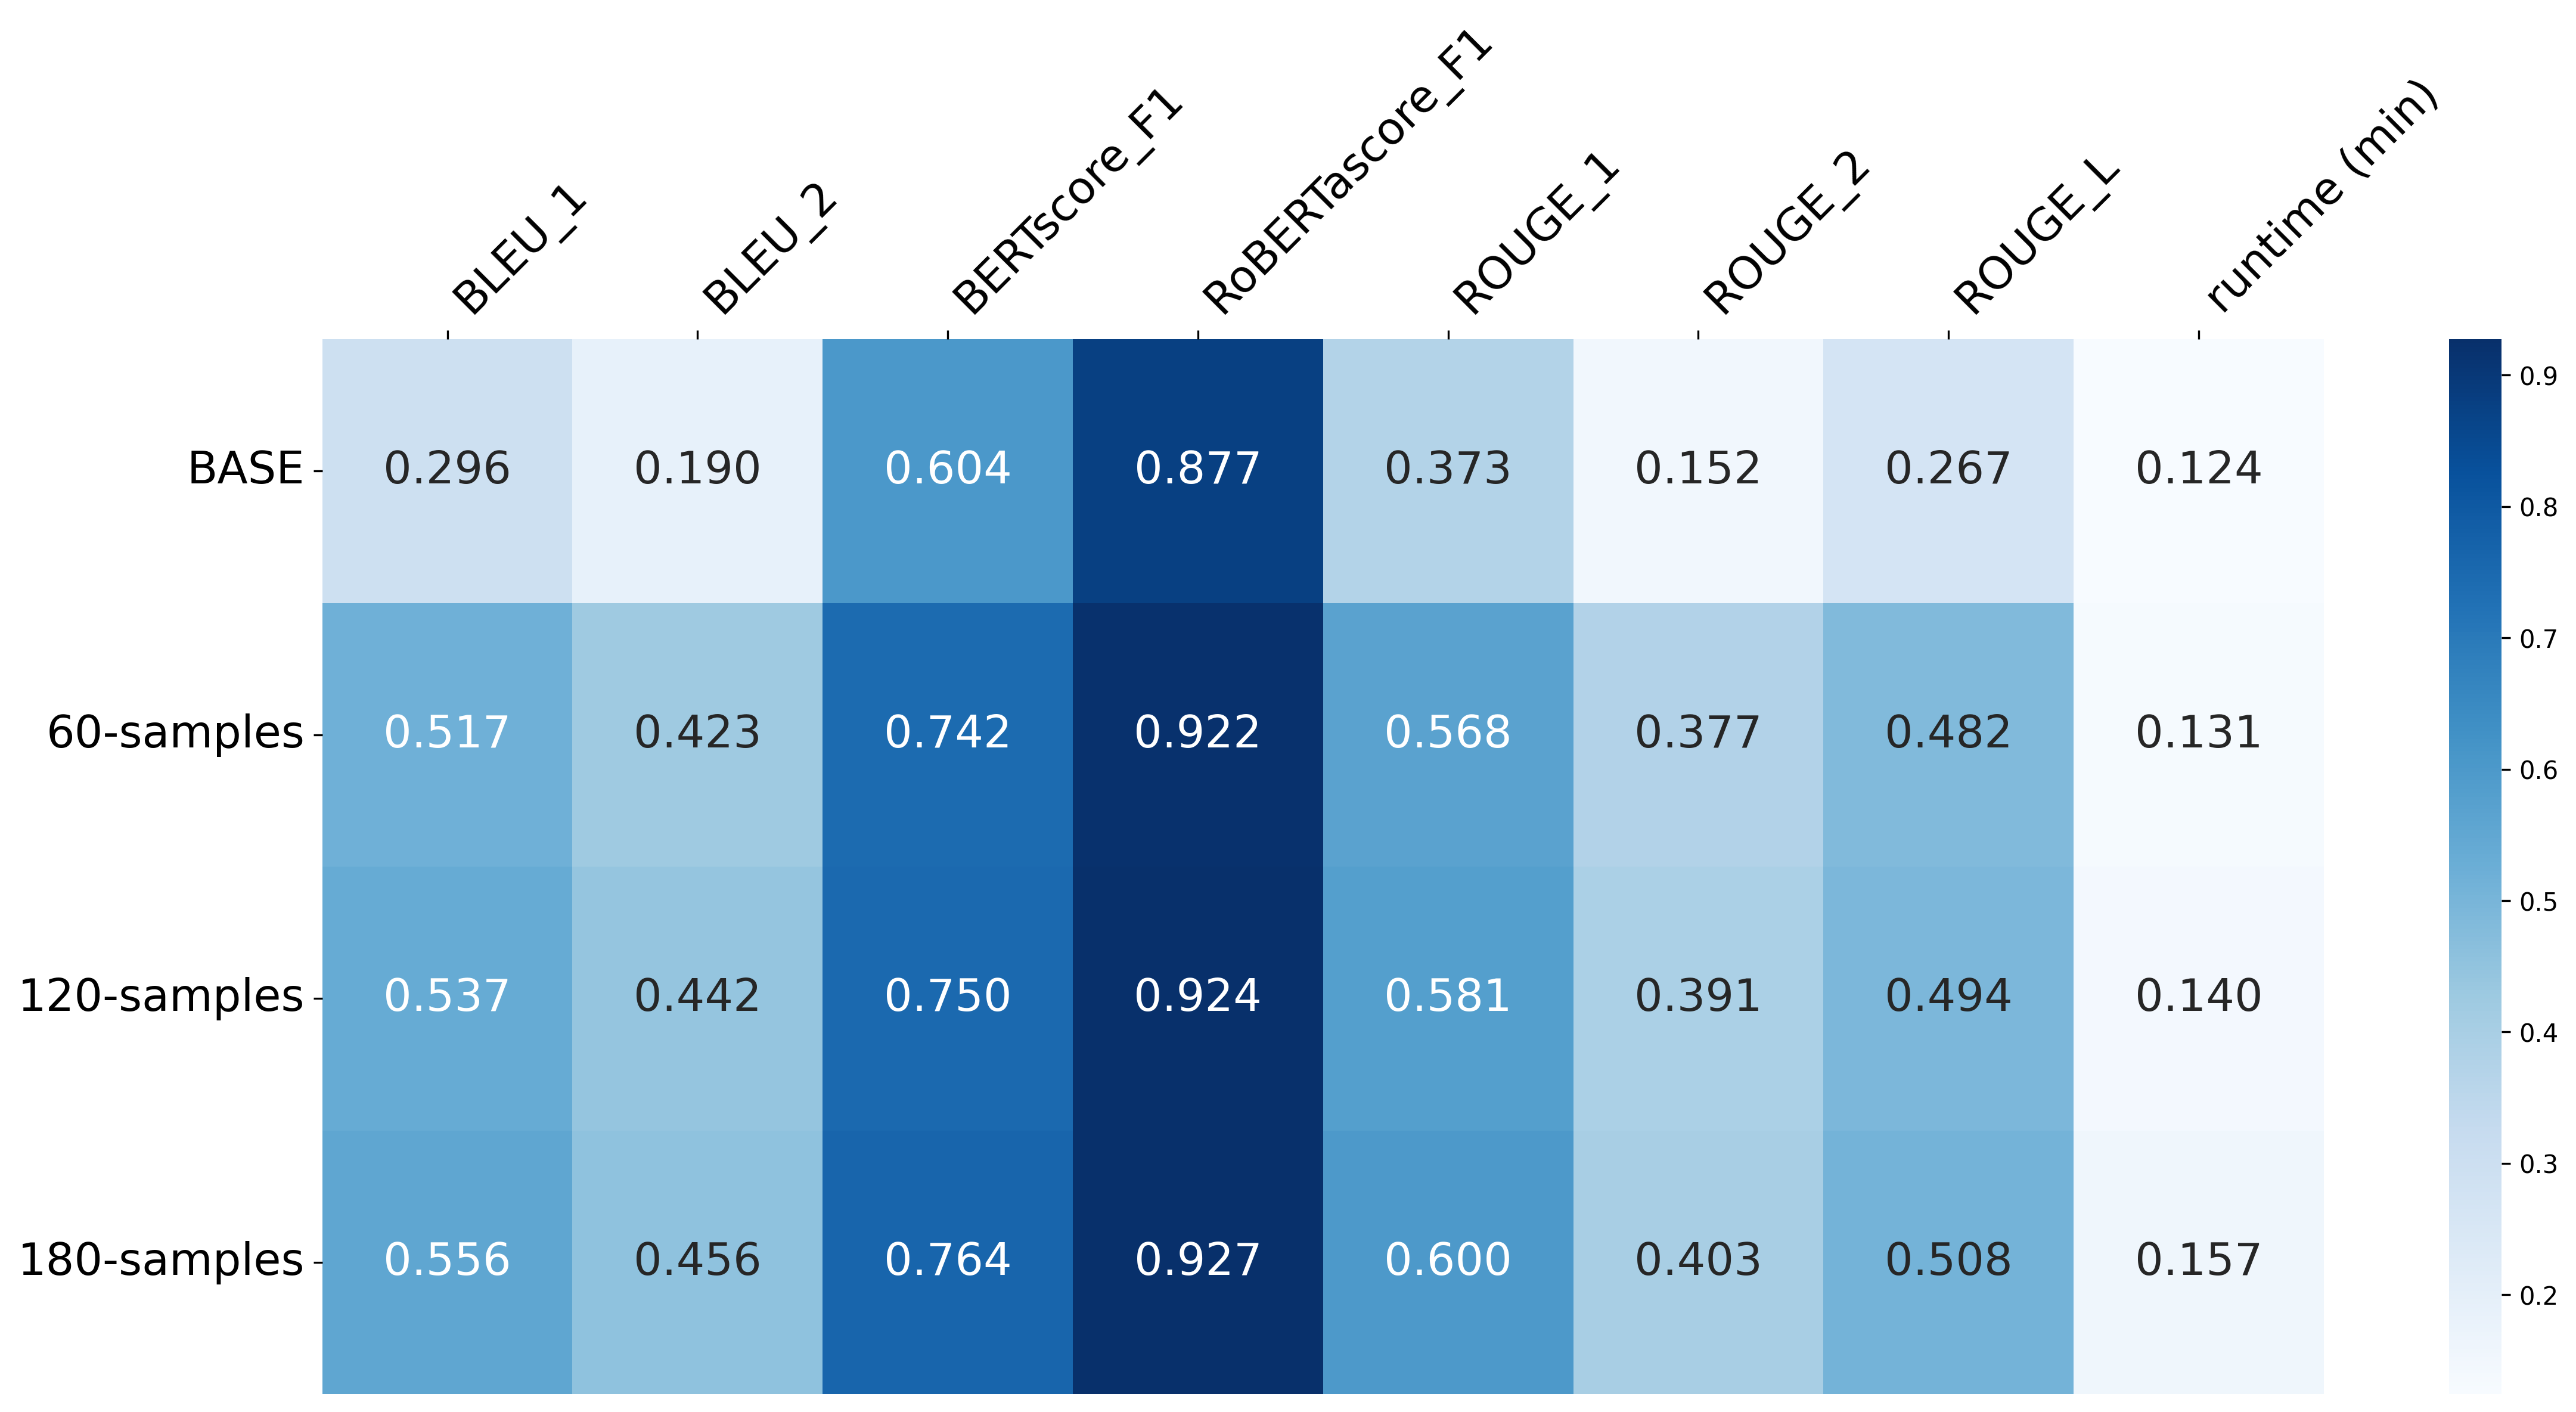 BLEU_1 BLEU_2 BERTscore_F1 RoBERTascore_F1 ROUGE_1 ROUGE_2 ROUGE_L runtime (min)
BASE 0.296 0.190 0.604 0.877 0.373 0.152 0.267 0.124
60-samples 0.517 0.423 0.742 0.922 0.568 0.377 0.482 0.131
120-samples 0.537 0.442 0.750 0.924 0.581 0.391 0.494 0.140
180-samples 0.556 0.456 0.764 0.927 0.600 0.403 0.508 0.157
0.9
0.8
0.7
0.6
0.5
0.4
0.3
0.2